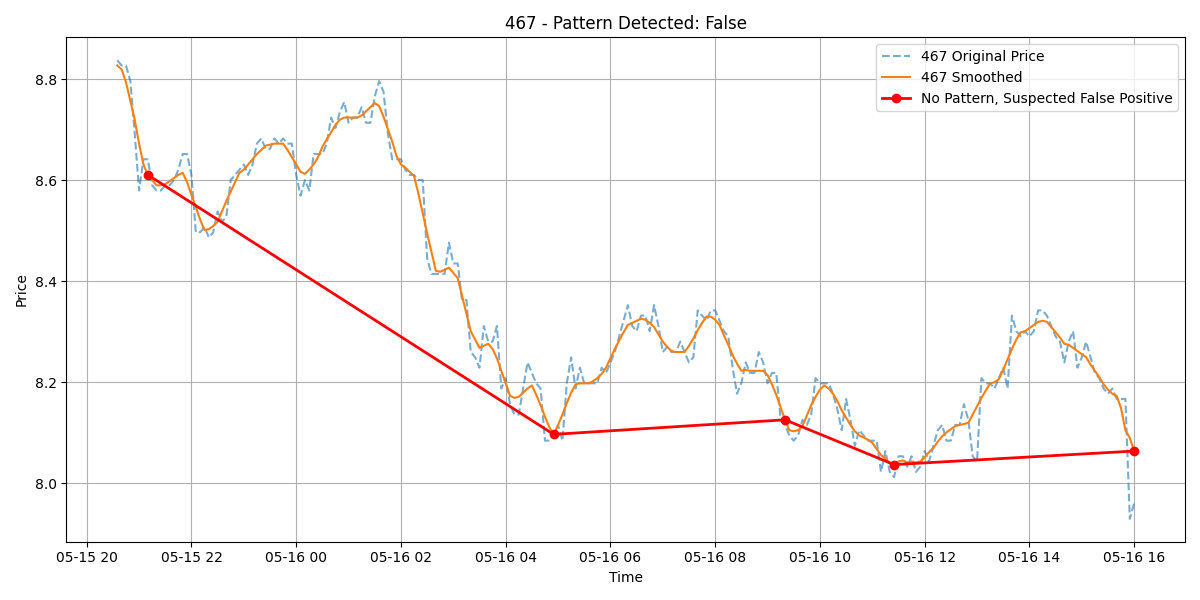 467 - Pattern Detected: False
467 Original Price
467 Smoothed
No Pattern, Suspected False Positive
Price
8.8
8.6
8.4
8.2
8.0
05-15 20 05-15 22 05-16 00 05-16 02 05-16 04 05-16 06 05-16 08 05-16 10 05-16 12 05-16 14 05-16 16
Time